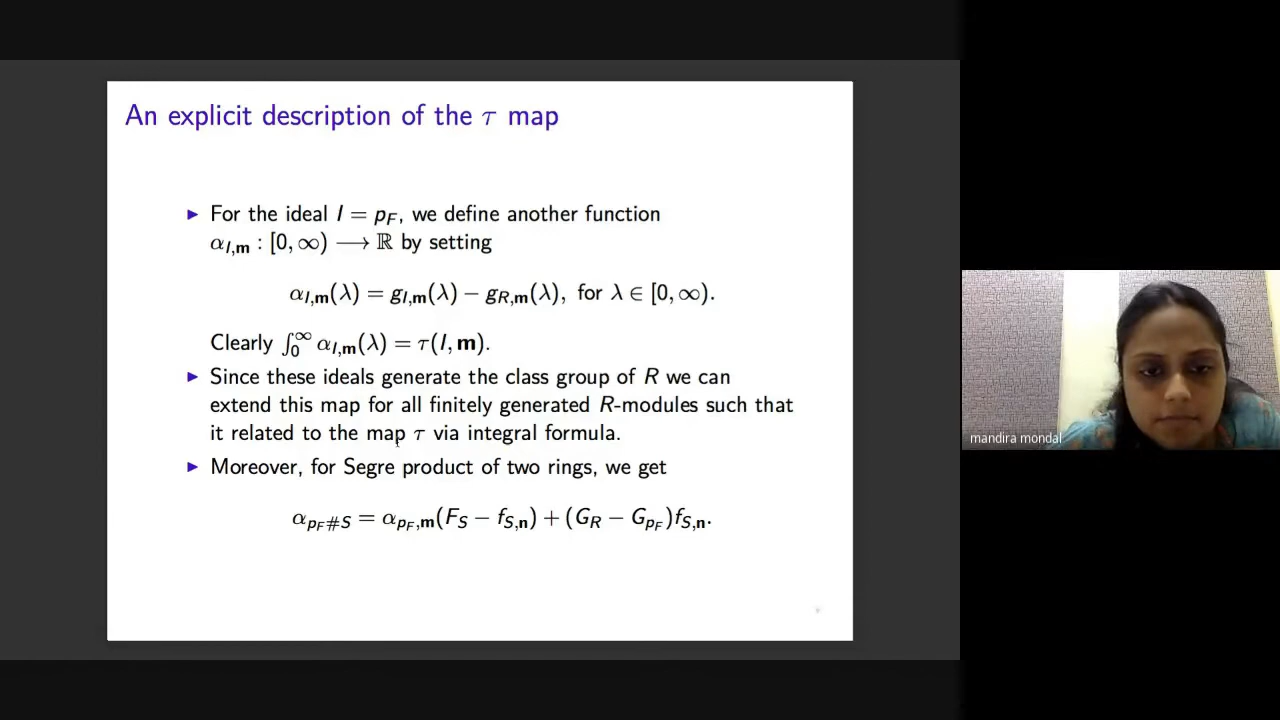 An explicit description of the τ map
▶ For the ideal I = p_F, we define another function
α_{I,m} : [0, ∞) ⟶ ℝ by setting
α_{I,m}(λ) = g_{I,m}(λ) − g_{R,m}(λ), for λ ∈ [0, ∞).
Clearly ∫_0^∞ α_{I,m}(λ) = τ(I, m).
▶ Since these ideals generate the class group of R we can
extend this map for all finitely generated R-modules such that
it related to the map τ via integral formula.
▶ Moreover, for Segre product of two rings, we get
α_{p_F#S} = α_{p_F,m}(F_S − f_{S,n}) + (G_R − G_{p_F})f_{S,n}.
mandira mondal